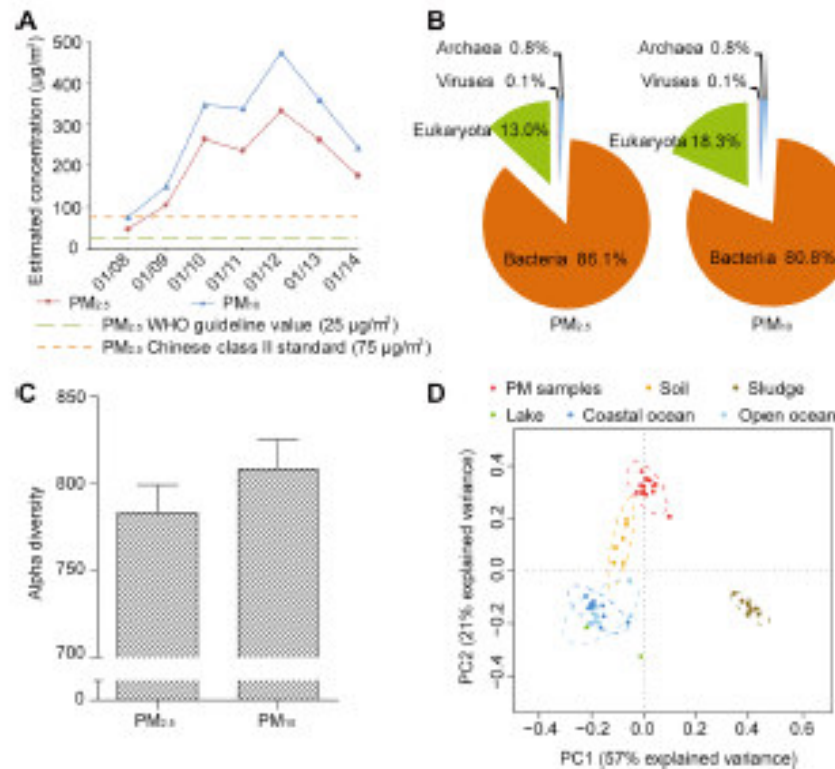 A
Estimated concentration (µg/m³)
500
400
300
200
100
0
01/08
01/09
01/10
01/11
01/12
01/13
01/14
PM₂.₅
PM₁₀
PM₂.₅ WHO guideline value (25 µg/m³)
PM₂.₅ Chinese class II standard (75 µg/m³)
B
Archaea 0.8%
Viruses 0.1%
Eukaryota 13.0%
Bacteria 86.1%
PM₂.₅
Archaea 0.8%
Viruses 0.1%
Eukaryota 18.3%
Bacteria 80.8%
PM₁₀
C
Alpha diversity
850
800
750
700
0
PM₂.₅
PM₁₀
D
PM samples
Soil
Sludge
Lake
Coastal ocean
Open ocean
PC2 (21% explained variance)
0.4
0.2
0.0
−0.2
−0.4
−0.4
−0.2
0.0
0.2
0.4
0.6
PC1 (57% explained variance)